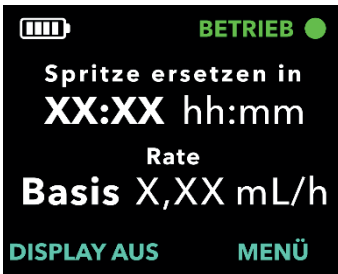 BETRIEB
Spritze ersetzen in
XX:XX hh:mm
Rate
Basis X,XX mL/h
DISPLAY AUS MENÜ